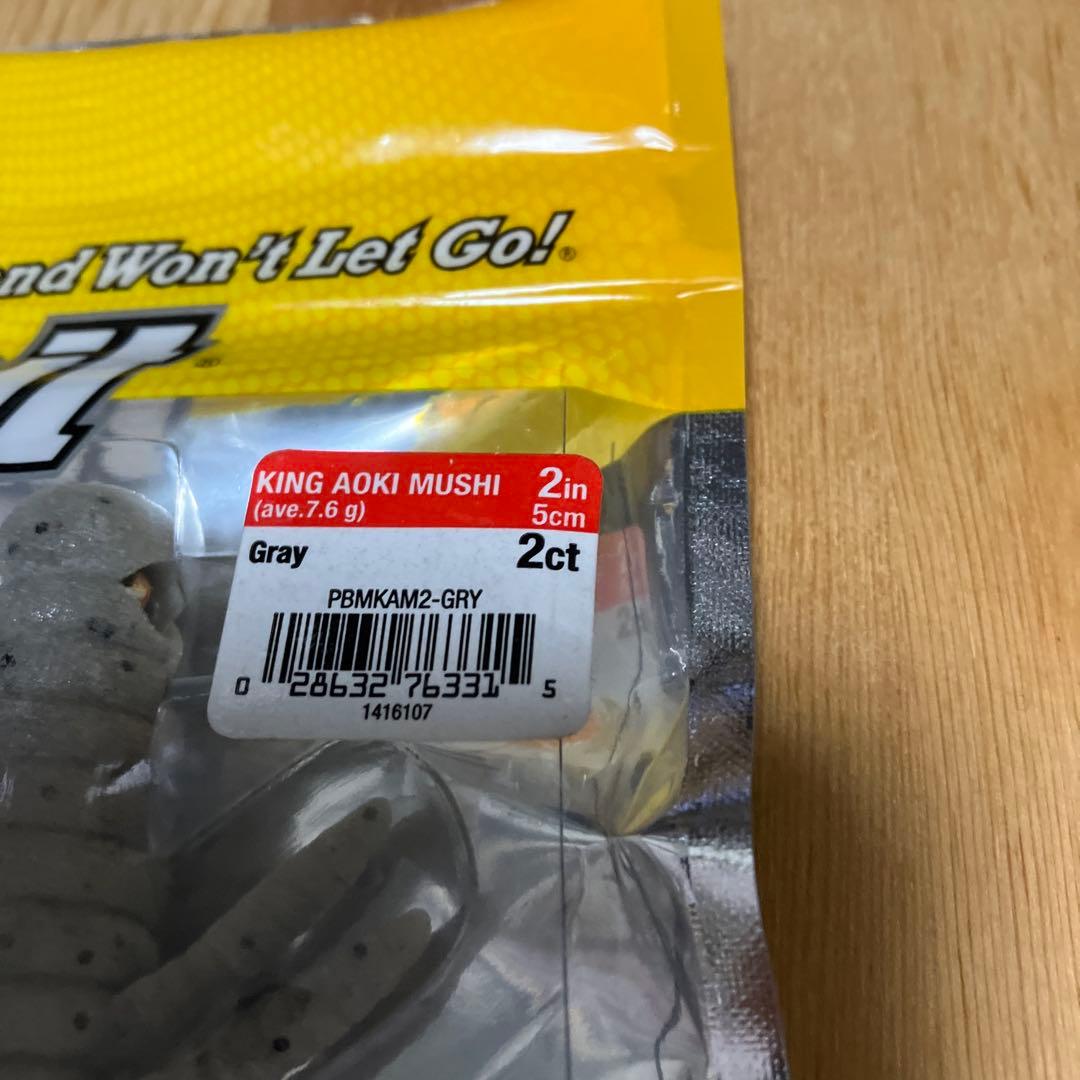 and Won't Let Go!®
®
KING AOKI MUSHI 2in
(ave.7.6 g) 5cm
Gray 2ct
PBMKAM2-GRY
0 28632 76331 5
1416107